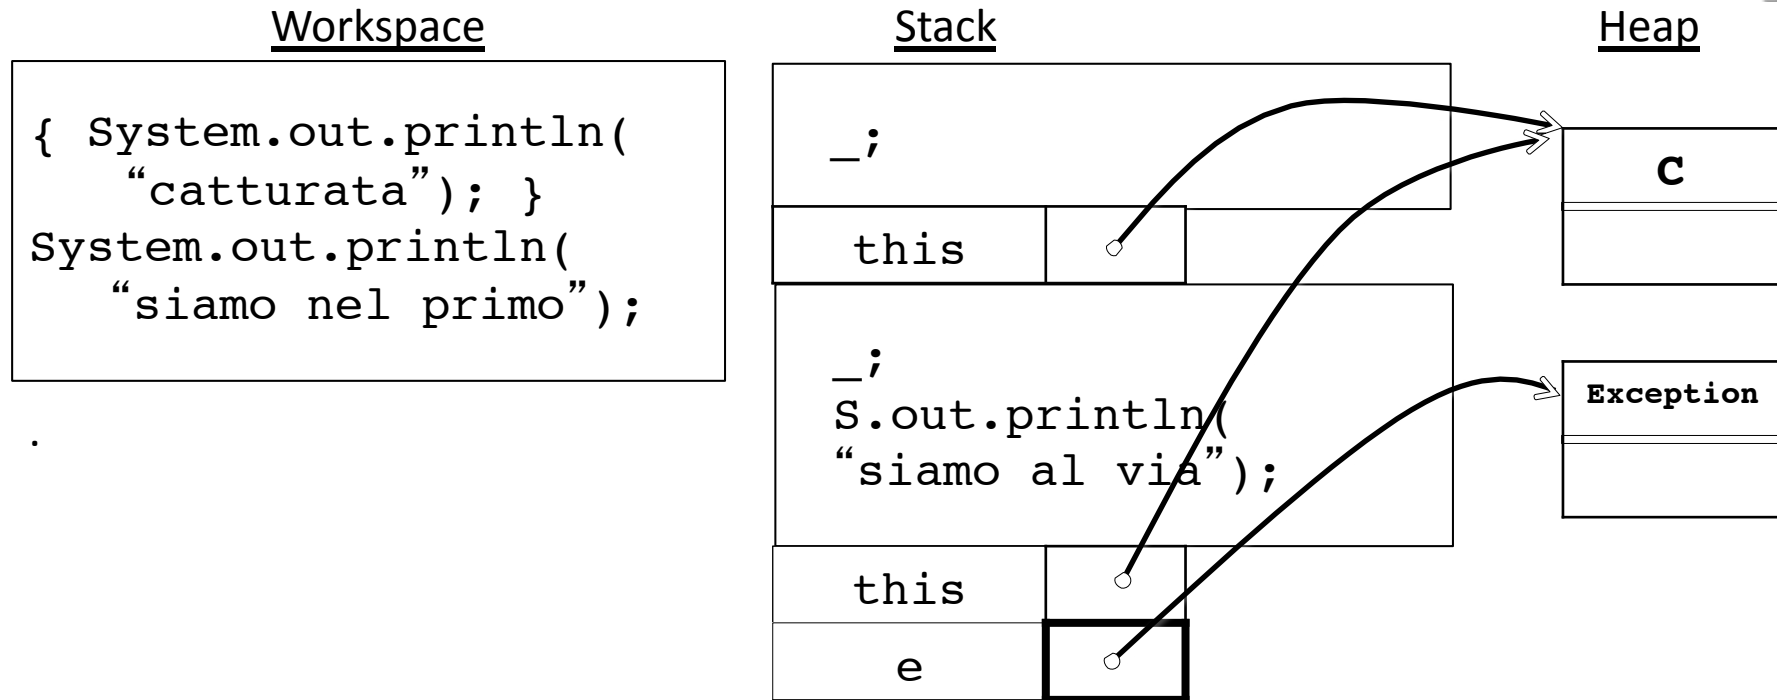 Workspace
{ System.out.println(
“catturata”); }
System.out.println(
“siamo nel primo”);
.
Stack
_;
this
_;
S.out.println(
“siamo al via”);
this
e
Heap
C
Exception